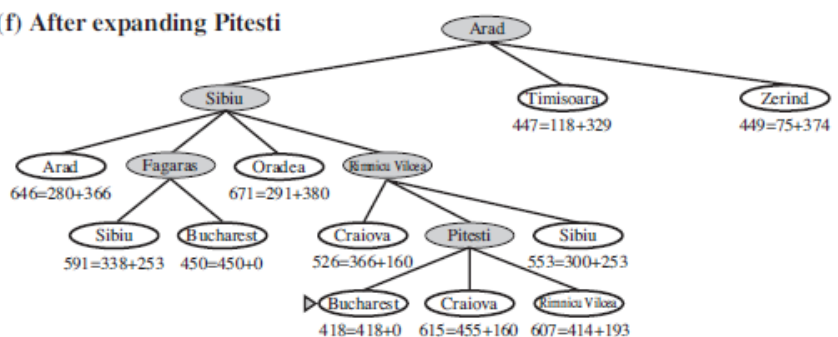 (f) After expanding Pitesti
Arad
Sibiu Timisoara Zerind
447=118+329 449=75+374
Arad Fagaras Oradea Rimnicu Vilcea
646=280+366 671=291+380
Sibiu Bucharest Craiova Pitesti Sibiu
591=338+253 450=450+0 526=366+160 553=300+253
Bucharest Craiova Rimnicu Vilcea
418=418+0 615=455+160 607=414+193